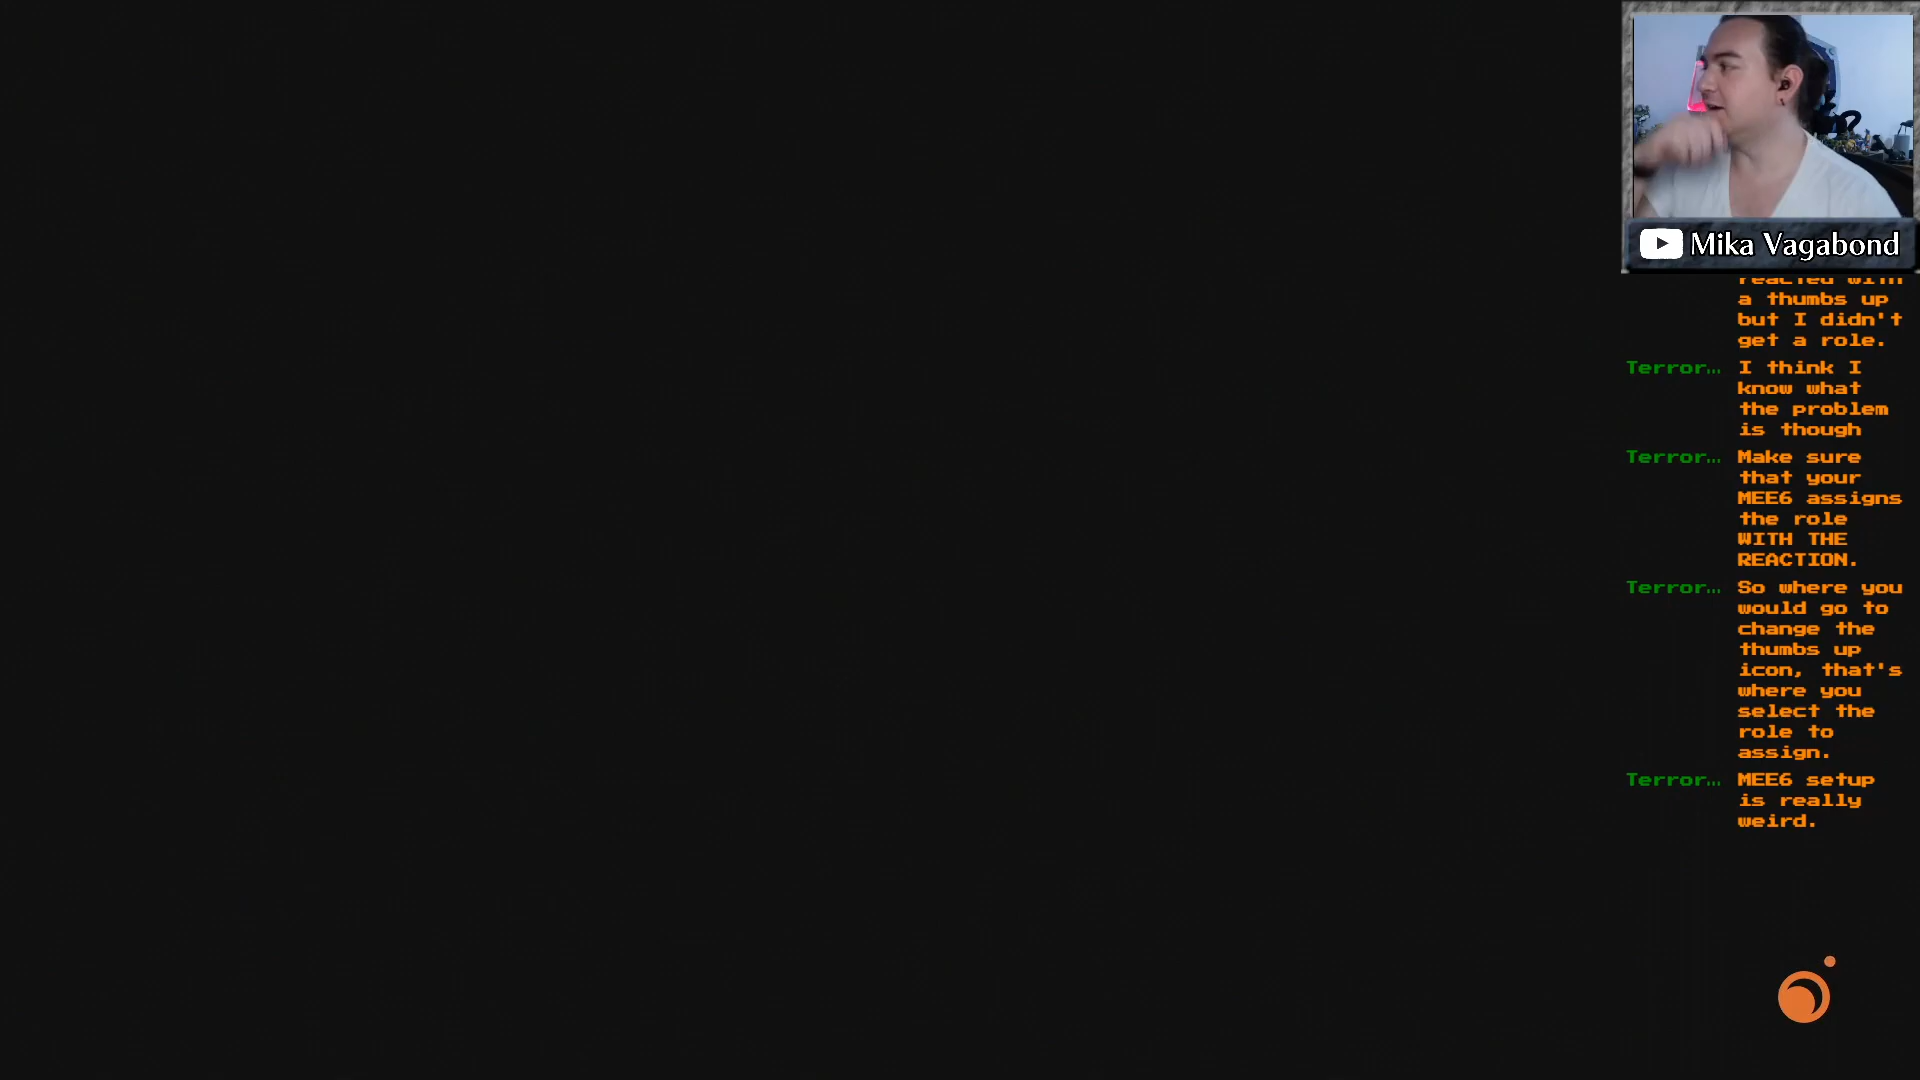 Mika Vagabond
reacted with
a thumbs up
but I didn't
get a role.
Terror… I think I
know what
the problem
is though
Terror… Make sure
that your
MEE6 assigns
the role
WITH THE
REACTION.
Terror… So where you
would go to
change the
thumbs up
icon, that's
where you
select the
role to
assign.
Terror… MEE6 setup
is really
weird.